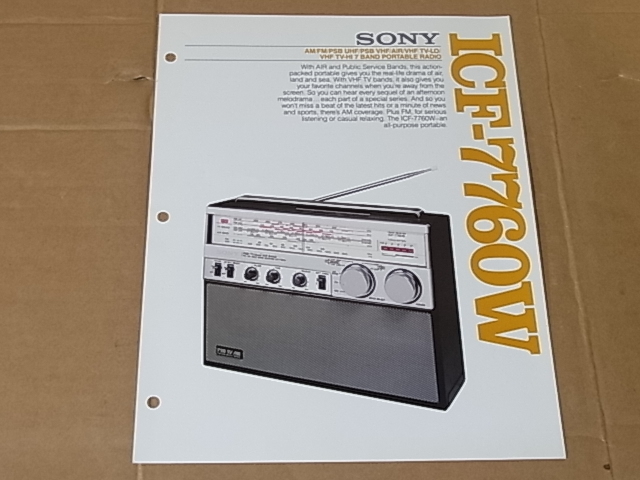 SONY
AM/FM/PSB UHF/PSB VHF/AIR/VHF TV-LO/
VHF TV-HI 7 BAND PORTABLE RADIO
With AIR and Public Service Bands, this action-
packed portable gives you the real-life drama of air,
land and sea. With VHF TV bands, it also gives you
your favorite channels when you're away from the
screen. So you can hear every sequel of an afternoon
melodrama... each part of a special series. And so you
won't miss a beat of the latest hits or a minute of news
and sports, there's AM coverage. Plus FM, for serious
listening or casual relaxing. The ICF-7760W–an
all-purpose portable.
ICF-7760W